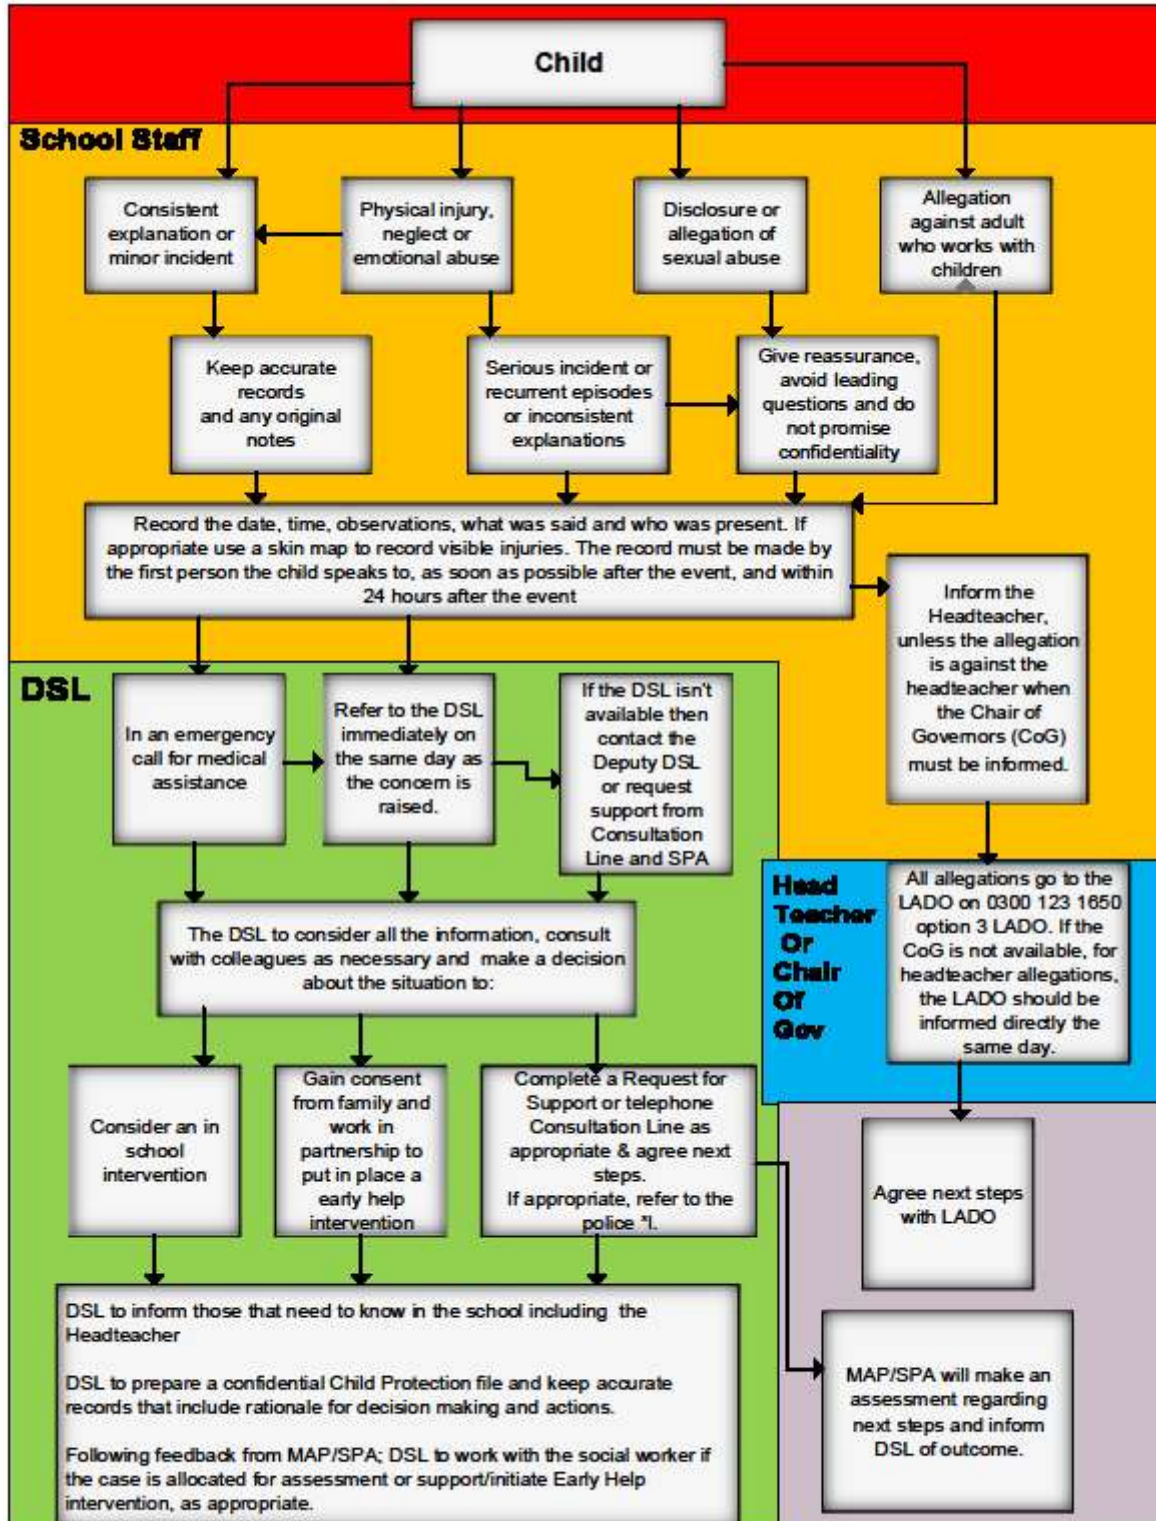 Child
School Staff
Consistent
explanation or
minor incident
Physical injury,
neglect or
emotional abuse
Disclosure or
allegation of
sexual abuse
Allegation
against adult
who works with
children
Keep accurate
records
and any original
notes
Serious incident or
recurrent episodes
or inconsistent
explanations
Give reassurance,
avoid leading
questions and do
not promise
confidentiality
Record the date, time, observations, what was said and who was present. If
appropriate use a skin map to record visible injuries. The record must be made by
the first person the child speaks to, as soon as possible after the event, and within
24 hours after the event
Inform the
Headteacher,
unless the allegation
is against the
headteacher when
the Chair of
Governors (CoG)
must be informed.
DSL
In an emergency
call for medical
assistance
Refer to the DSL
immediately on
the same day as
the concern is
raised.
If the DSL isn't
available then
contact the
Deputy DSL
or request
support from
Consultation
Line and SPA
Head
Teacher
Or
Chair
Of
Gov
All allegations go to the
LADO on 0300 123 1650
option 3 LADO. If the
CoG is not available, for
headteacher allegations,
the LADO should be
informed directly the
same day.
The DSL to consider all the information, consult
with colleagues as necessary and make a decision
about the situation to:
Consider an in
school
intervention
Gain consent
from family and
work in
partnership to
put in place a
early help
intervention
Complete a Request for
Support or telephone
Consultation Line as
appropriate & agree next
steps.
If appropriate, refer to the
police *I.
Agree next steps
with LADO
DSL to inform those that need to know in the school including the
Headteacher
DSL to prepare a confidential Child Protection file and keep accurate
records that include rationale for decision making and actions.
Following feedback from MAP/SPA; DSL to work with the social worker if
the case is allocated for assessment or support/initiate Early Help
intervention, as appropriate.
MAP/SPA will make an
assessment regarding
next steps and inform
DSL of outcome.